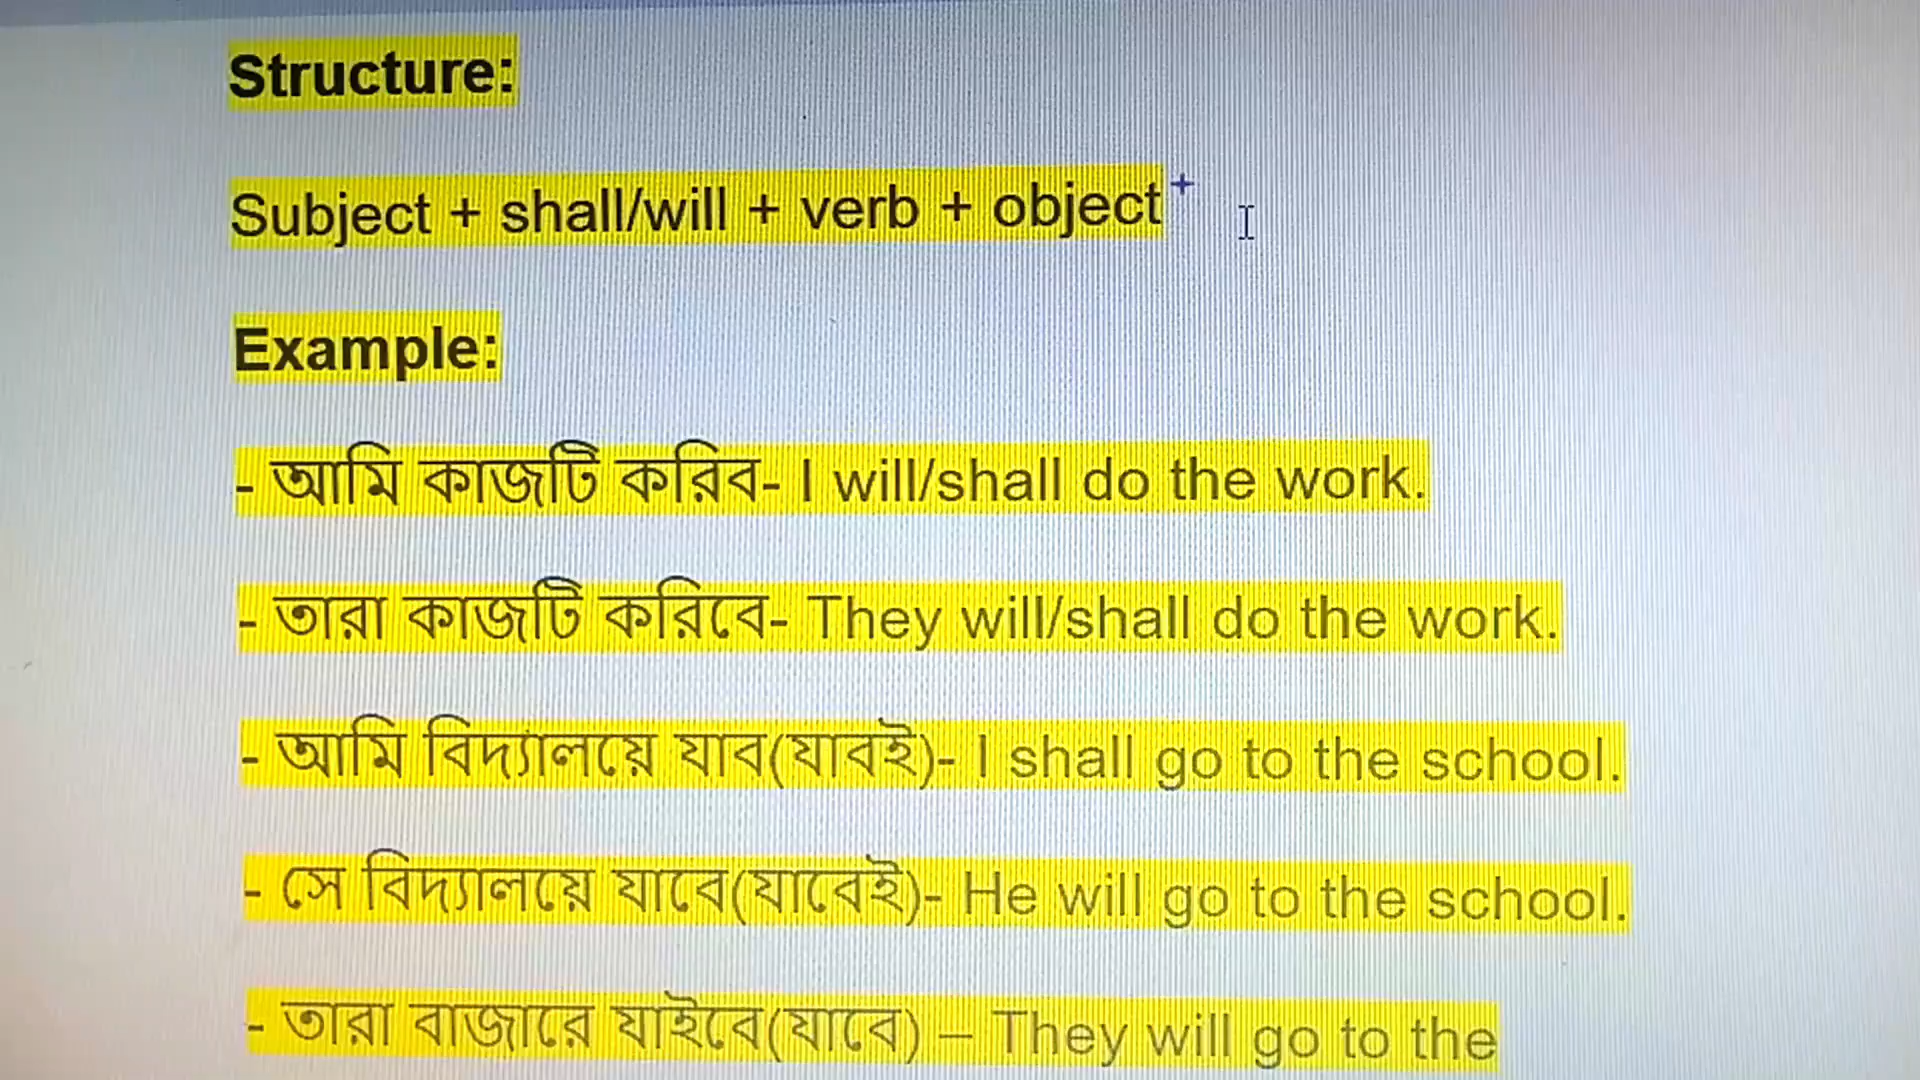 Structure:
Subject + shall/will + verb + object
Example:
- আমি কাজটি করিব- I will/shall do the work.
- তারা কাজটি করিবে- They will/shall do the work.
- আমি বিদ্যালয়ে যাব(যাবই)- I shall go to the school.
- সে বিদ্যালয়ে যাবে(যাবেই)- He will go to the school.
- তারা বাজারে যাইবে(যাবে) – They will go to the